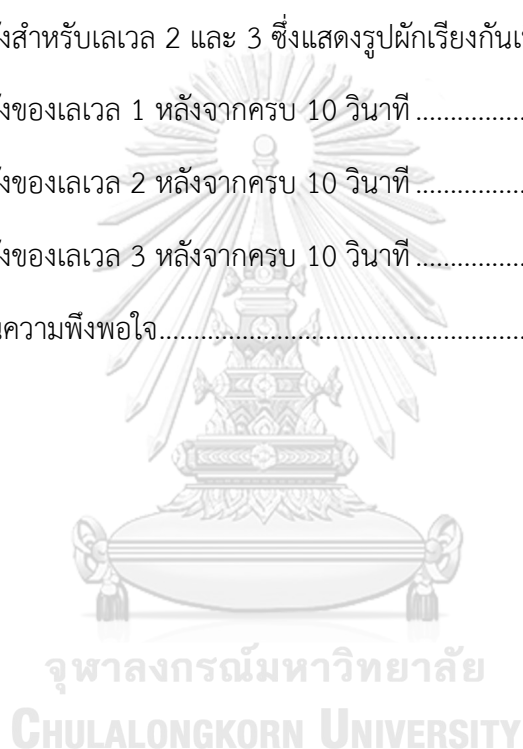 งสำหรับเลเวล 2 และ 3 ซึ่งแสดงรูปผักเรียงกัน
งของเลเวล 1 หลังจากครบ 10 วินาที ..................
งของเลเวล 2 หลังจากครบ 10 วินาที ..................
งของเลเวล 3 หลังจากครบ 10 วินาที ..................
ความพึงพอใจ..........................................................
จุฬาลงกรณ์มหาวิทยาลัย
CHULALONGKORN UNIVERSITY